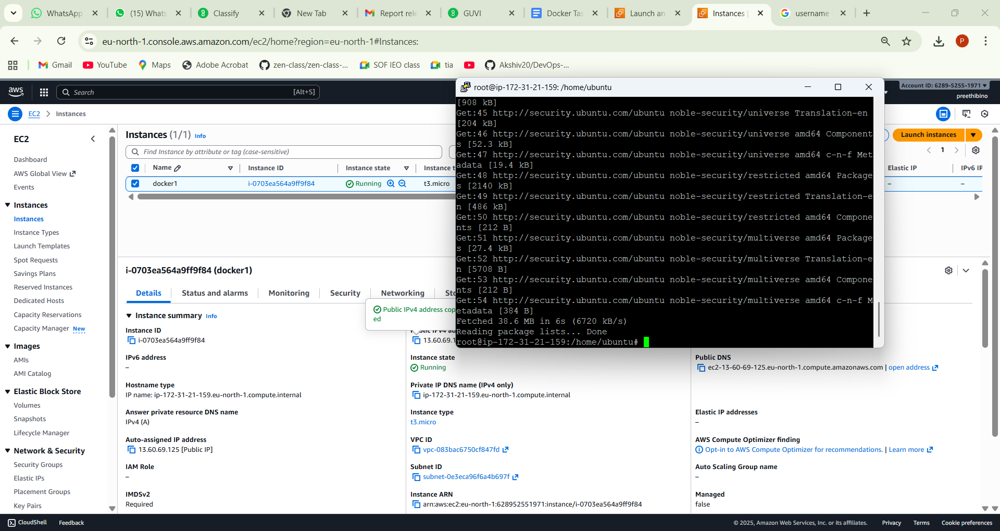 WhatsApp
(15) Whats
Classify
New Tab
Report rele
GUVI
Docker Tas
Launch an
Instances |
username
eu-north-1.console.aws.amazon.com/ec2/home?region=eu-north-1#Instances:
P
Gmail
YouTube
Maps
Adobe Acrobat
zen-class/zen-class-...
SOF IEO class
tia
Akshiv20/DevOps-...
aws
Search
[Alt+S]
Account ID: 6289-5255-1971
preethibino
EC2
Instances
EC2
Dashboard
AWS Global View
Events
Instances
Instances
Instance Types
Launch Templates
Spot Requests
Savings Plans
Reserved Instances
Dedicated Hosts
Capacity Reservations
Capacity Manager New
Images
AMIs
AMI Catalog
Elastic Block Store
Volumes
Snapshots
Lifecycle Manager
Network & Security
Security Groups
Elastic IPs
Placement Groups
Key Pairs
Instances (1/1) Info
Launch instances
Find Instance by attribute or tag (case-sensitive)
1
Name
Instance ID
Instance state
Instance t
Elastic IP
IPv6 IP
docker1
i-0703ea564a9ff9f84
Running
t3.micro
–
–
root@ip-172-31-21-159: /home/ubuntu
[908 kB]
Get:45 http://security.ubuntu.com/ubuntu noble-security/universe Translation-en
[204 kB]
Get:46 http://security.ubuntu.com/ubuntu noble-security/universe amd64 Component
s [52.3 kB]
Get:47 http://security.ubuntu.com/ubuntu noble-security/universe amd64 c-n-f Met
adata [19.4 kB]
Get:48 http://security.ubuntu.com/ubuntu noble-security/restricted amd64 Package
s [2140 kB]
Get:49 http://security.ubuntu.com/ubuntu noble-security/restricted Translation-e
n [486 kB]
Get:50 http://security.ubuntu.com/ubuntu noble-security/restricted amd64 Compone
nts [212 B]
Get:51 http://security.ubuntu.com/ubuntu noble-security/multiverse amd64 Package
s [27.4 kB]
Get:52 http://security.ubuntu.com/ubuntu noble-security/multiverse Translation-e
n [5708 B]
Get:53 http://security.ubuntu.com/ubuntu noble-security/multiverse amd64 Compone
nts [212 B]
Get:54 http://security.ubuntu.com/ubuntu noble-security/multiverse amd64 c-n-f M
etadata [384 B]
Fetched 38.6 MB in 6s (6720 kB/s)
Reading package lists... Done
root@ip-172-31-21-159:/home/ubuntu#
i-0703ea564a9ff9f84 (docker1)
Details
Status and alarms
Monitoring
Security
Networking
Sto
Public IPv4 address cop
ed
Instance summary Info
Instance ID
i-0703ea564a9ff9f84
Public IPv4 ad
13.60.69.1
IPv6 address
–
Instance state
Running
Public DNS
ec2-13-60-69-125.eu-north-1.compute.amazonaws.com | open address
Hostname type
IP name: ip-172-31-21-159.eu-north-1.compute.internal
Private IP DNS name (IPv4 only)
ip-172-31-21-159.eu-north-1.compute.internal
Answer private resource DNS name
IPv4 (A)
Instance type
t3.micro
Elastic IP addresses
–
Auto-assigned IP address
13.60.69.125 [Public IP]
VPC ID
vpc-083bac6750cf847fd
AWS Compute Optimizer finding
Opt-in to AWS Compute Optimizer for recommendations. | Learn more
IAM Role
–
Subnet ID
subnet-0e3eca96f6a4b697f
Auto Scaling Group name
–
IMDSv2
Required
Instance ARN
arn:aws:ec2:eu-north-1:628952551971:instance/i-0703ea564a9ff9f84
Managed
false
CloudShell
Feedback
© 2025, Amazon Web Services, Inc. or its affiliates.
Privacy
Terms
Cookie preferences